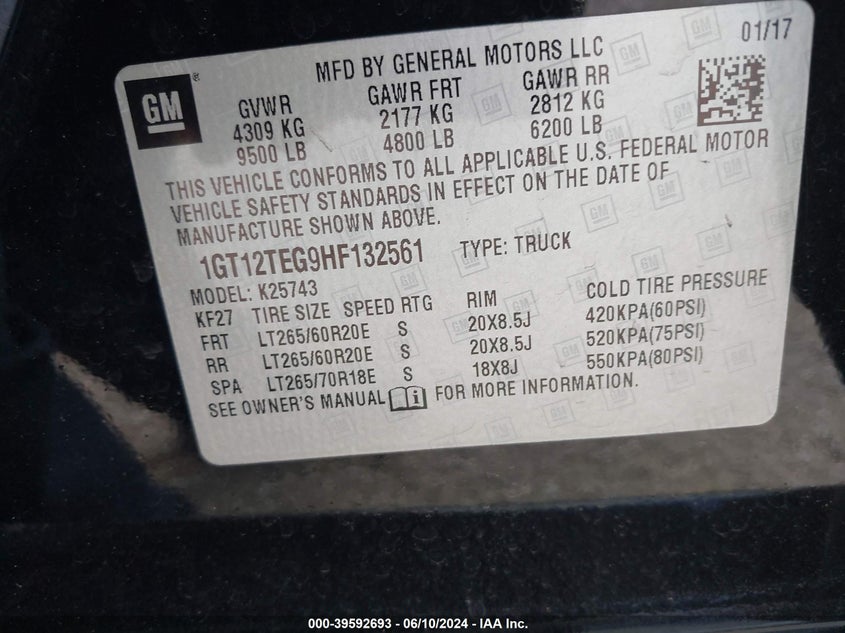 01/17
MFD BY GENERAL MOTORS LLC
GM®
GVWR GAWR FRT GAWR RR
4309 KG 2177 KG 2812 KG
9500 LB 4800 LB 6200 LB
THIS VEHICLE CONFORMS TO ALL APPLICABLE U.S. FEDERAL MOTOR
VEHICLE SAFETY STANDARDS IN EFFECT ON THE DATE OF
MANUFACTURE SHOWN ABOVE.
1GT12TEG9HF132561 TYPE: TRUCK
MODEL: K25743
KF27 TIRE SIZE SPEED RTG RIM COLD TIRE PRESSURE
FRT LT265/60R20E S 20X8.5J 420KPA(60PSI)
RR LT265/60R20E S 20X8.5J 520KPA(75PSI)
SPA LT265/70R18E S 18X8J 550KPA(80PSI)
SEE OWNER'S MANUAL FOR MORE INFORMATION.
000-39592693 - 06/10/2024 - IAA Inc.